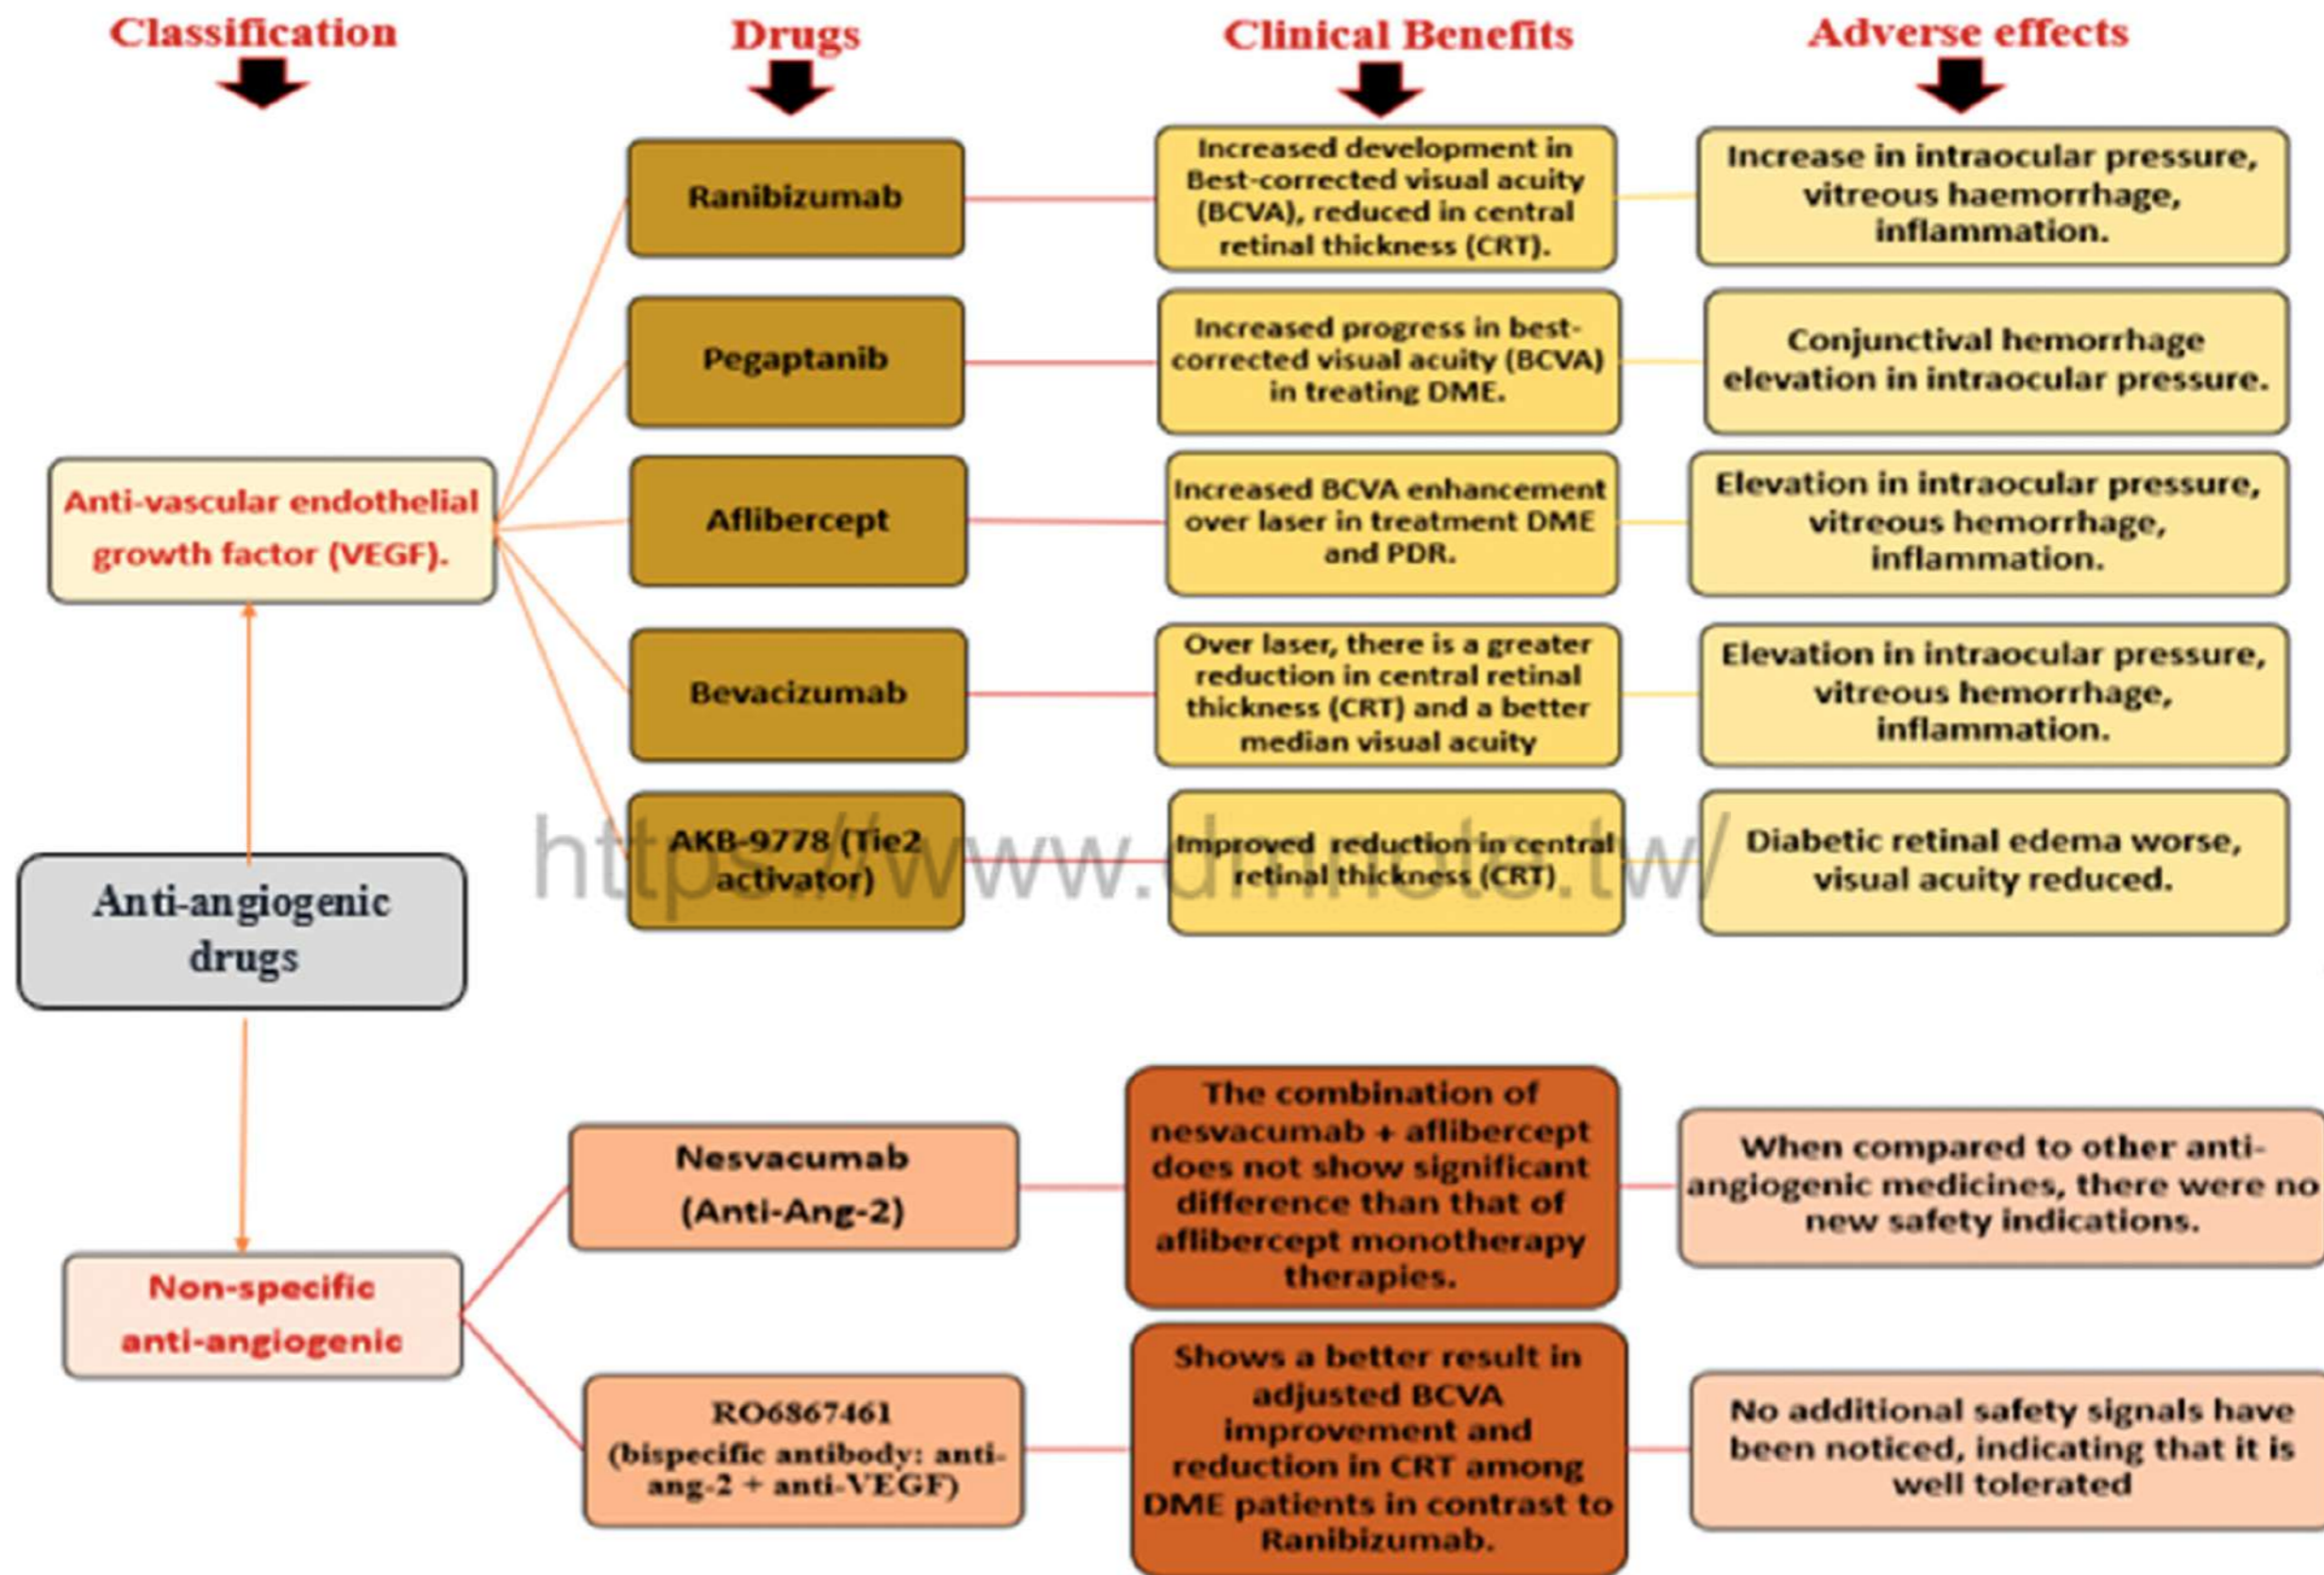 Classification
Drugs
Clinical Benefits
Adverse effects
Anti-angiogenic
drugs
Anti-vascular endothelial
growth factor (VEGF).
Ranibizumab
Increased development in
Best-corrected visual acuity
(BCVA), reduced in central
retinal thickness (CRT).
Increase in intraocular pressure,
vitreous haemorrhage,
inflammation.
Pegaptanib
Increased progress in best-
corrected visual acuity (BCVA)
in treating DME.
Conjunctival hemorrhage
elevation in intraocular pressure.
Aflibercept
Increased BCVA enhancement
over laser in treatment DME
and PDR.
Elevation in intraocular pressure,
vitreous hemorrhage,
inflammation.
Bevacizumab
Over laser, there is a greater
reduction in central retinal
thickness (CRT) and a better
median visual acuity
Elevation in intraocular pressure,
vitreous hemorrhage,
inflammation.
AKB-9778 (Tie2
activator)
Improved reduction in central
retinal thickness (CRT)
Diabetic retinal edema worse,
visual acuity reduced.
https://www.dmnote.tw/
Non-specific
anti-angiogenic
Nesvacumab
(Anti-Ang-2)
The combination of
nesvacumab + aflibercept
does not show significant
difference than that of
aflibercept monotherapy
therapies.
When compared to other anti-
angiogenic medicines, there were no
new safety indications.
RO6867461
(bispecific antibody: anti-
ang-2 + anti-VEGF)
Shows a better result in
adjusted BCVA
improvement and
reduction in CRT among
DME patients in contrast to
Ranibizumab.
No additional safety signals have
been noticed, indicating that it is
well tolerated